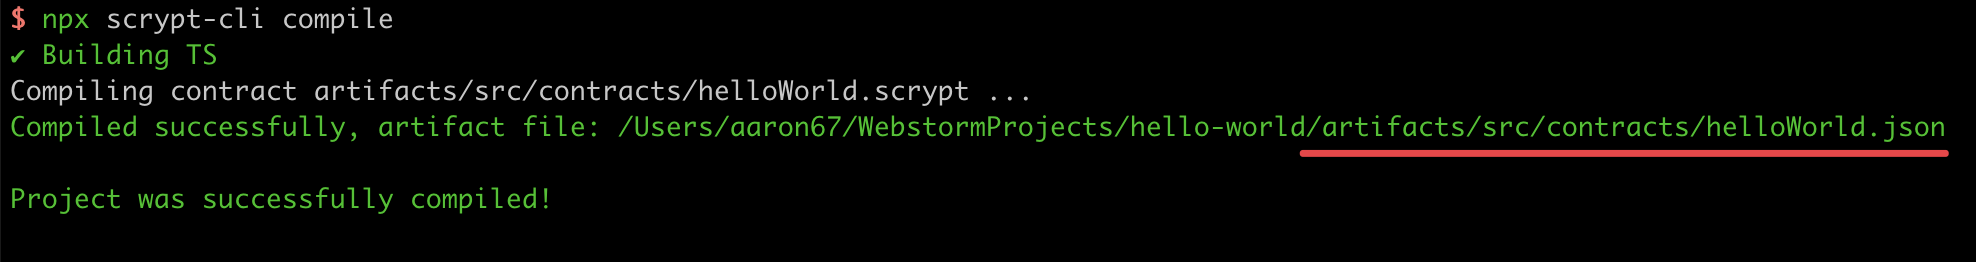 $ npx scrypt-cli compile
✔ Building TS
Compiling contract artifacts/src/contracts/helloWorld.scrypt ...
Compiled successfully, artifact file: /Users/aaron67/WebstormProjects/hello-world/artifacts/src/contracts/helloWorld.json
Project was successfully compiled!